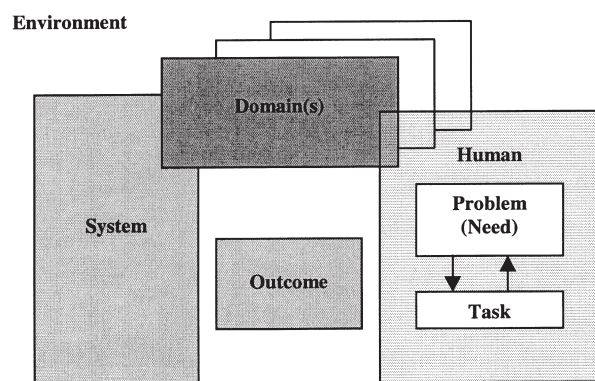 Environment
Domain(s)
Human
Problem
(Need)
System
Outcome
Task